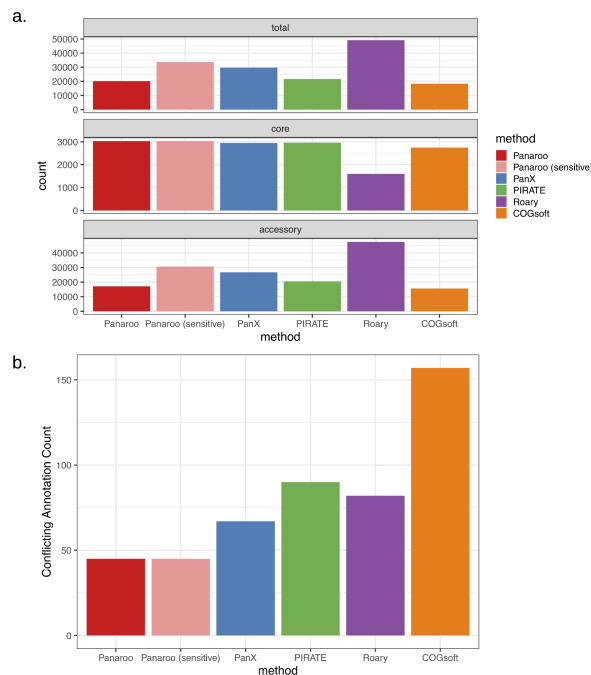 a.
total
50000
40000
30000
20000
10000
0
core
3000
2000
1000
0
count
accessory
40000
30000
20000
10000
0
Panaroo Panaroo (sensitive) PanX PIRATE Roary COGsoft
method
method
Panaroo
Panaroo (sensitive)
PanX
PIRATE
Roary
COGsoft
b.
150
100
50
0
Conflicting Annotation Count
Panaroo Panaroo (sensitive) PanX PIRATE Roary COGsoft
method